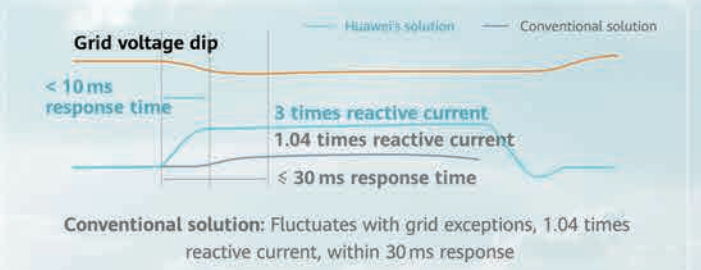 Huawei's solution
Conventional solution
Grid voltage dip
< 10 ms
response time
3 times reactive current
1.04 times reactive current
⩽ 30 ms response time
Conventional solution: Fluctuates with grid exceptions, 1.04 times
reactive current, within 30 ms response